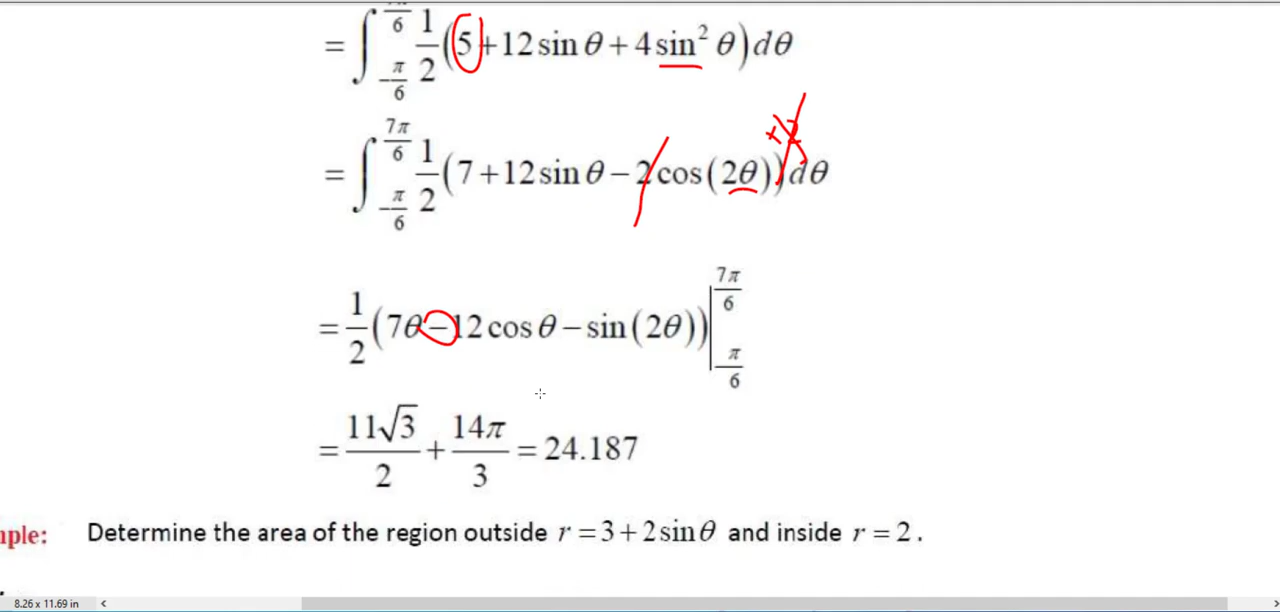 = ∫_{-π/6}^{π/6} 1/2 (5 + 12 sin θ + 4 sin² θ) dθ
= ∫_{-π/6}^{7π/6} 1/2 (7 + 12 sin θ − 2 cos (2θ)) dθ
= 1/2 (7θ − 12 cos θ − sin (2θ)) |_{-π/6}^{7π/6}
= 11√3/2 + 14π/3 = 24.187
mple: Determine the area of the region outside r = 3 + 2 sin θ and inside r = 2 .
8.26 x 11.69 in